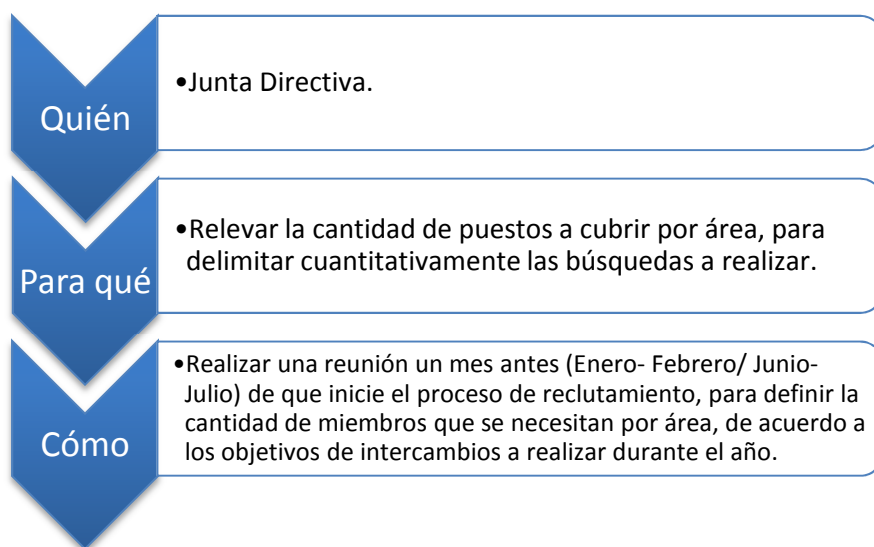 Quién
•Junta Directiva.
Para qué
•Relevar la cantidad de puestos a cubrir por área, para
delimitar cuantitativamente las búsquedas a realizar.
Cómo
•Realizar una reunión un mes antes (Enero- Febrero/ Junio-
Julio) de que inicie el proceso de reclutamiento, para definir la
cantidad de miembros que se necesitan por área, de acuerdo a
los objetivos de intercambios a realizar durante el año.